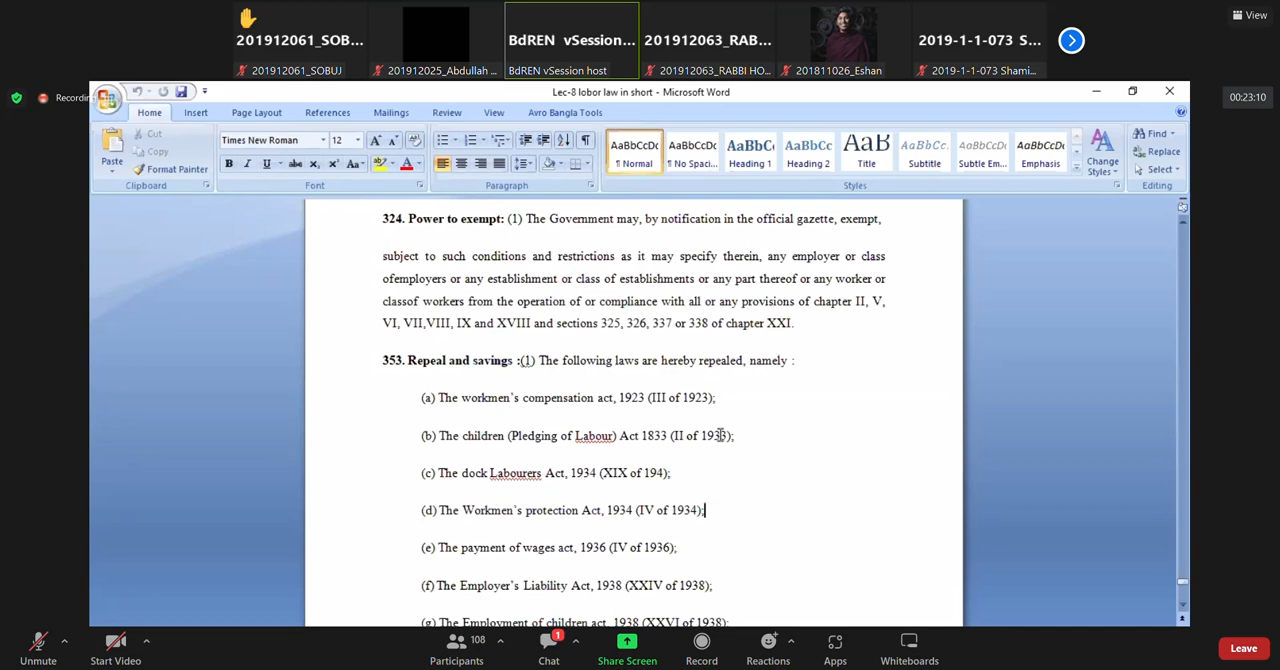 201912061_SOB...
BdREN vSession...
201912063_RAB...
2019-1-1-073 S...
View
201912061_SOBUJ
201912025_Abdullah ...
BdREN vSession host
201912063_RABBI HO...
201811026_Eshan
2019-1-1-073 Shami...
Recording
00:23:10
Lec-8 lobor law in short - Microsoft Word
Home Insert Page Layout References Mailings Review View Avro Bangla Tools
Paste
Cut
Copy
Format Painter
Clipboard
Times New Roman 12
Font
Paragraph
AaBbCcDc AaBbCcDc AaBbCc AaBbCc AaB AaBbCc. AaBbCcDc AaBbCcDc
¶ Normal ¶ No Spaci... Heading 1 Heading 2 Title Subtitle Subtle Em... Emphasis
Change Styles
Styles
Find
Replace
Select
Editing
324. Power to exempt: (1) The Government may, by notification in the official gazette, exempt,
subject to such conditions and restrictions as it may specify therein, any employer or class
ofemployers or any establishment or class of establishments or any part thereof or any worker or
classof workers from the operation of or compliance with all or any provisions of chapter II, V,
VI, VII,VIII, IX and XVIII and sections 325, 326, 337 or 338 of chapter XXI.
353. Repeal and savings :(1) The following laws are hereby repealed, namely :
(a) The workmen's compensation act, 1923 (III of 1923);
(b) The children (Pledging of Labour) Act 1833 (II of 1933);
(c) The dock Labourers Act, 1934 (XIX of 194);
(d) The Workmen's protection Act, 1934 (IV of 1934);
(e) The payment of wages act, 1936 (IV of 1936);
(f) The Employer's Liability Act, 1938 (XXIV of 1938);
(g) The Employment of children act, 1938 (XXVI of 1938);
Unmute
Start Video
108
Participants
1
Chat
Share Screen
Record
Reactions
Apps
Whiteboards
Leave